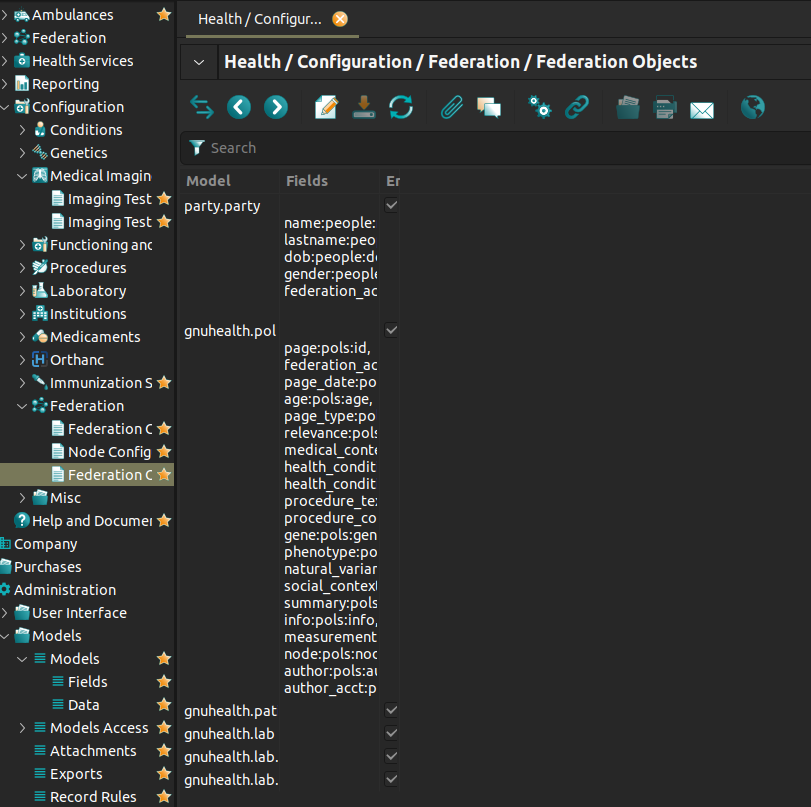 Ambulances
Federation
Health Services
Reporting
Configuration
Conditions
Genetics
Medical Imagin
Imaging Test
Imaging Test
Functioning and
Procedures
Laboratory
Institutions
Medicaments
Orthanc
Immunization S
Federation
Federation C
Node Config
Federation C
Misc
Help and Documen
Company
Purchases
Administration
User Interface
Models
Models
Fields
Data
Models Access
Attachments
Exports
Record Rules
Health / Configur...
Health / Configuration / Federation / Federation Objects
Search
Model Fields En
party.party
name:people:
lastname:peo
dob:people:d
gender:people
federation_ac
gnuhealth.pol
page:pols:id,
federation_ac
page_date:po
age:pols:age,
page_type:po
relevance:pols
medical_conte
health_condit
health_condit
procedure_te
procedure_co
gene:pols:gen
phenotype:po
natural_varian
social_context
summary:pols
info:pols:info,
measurement
node:pols:noc
author:pols:au
author_acct:p
gnuhealth.pat
gnuhealth.lab
gnuhealth.lab.
gnuhealth.lab.